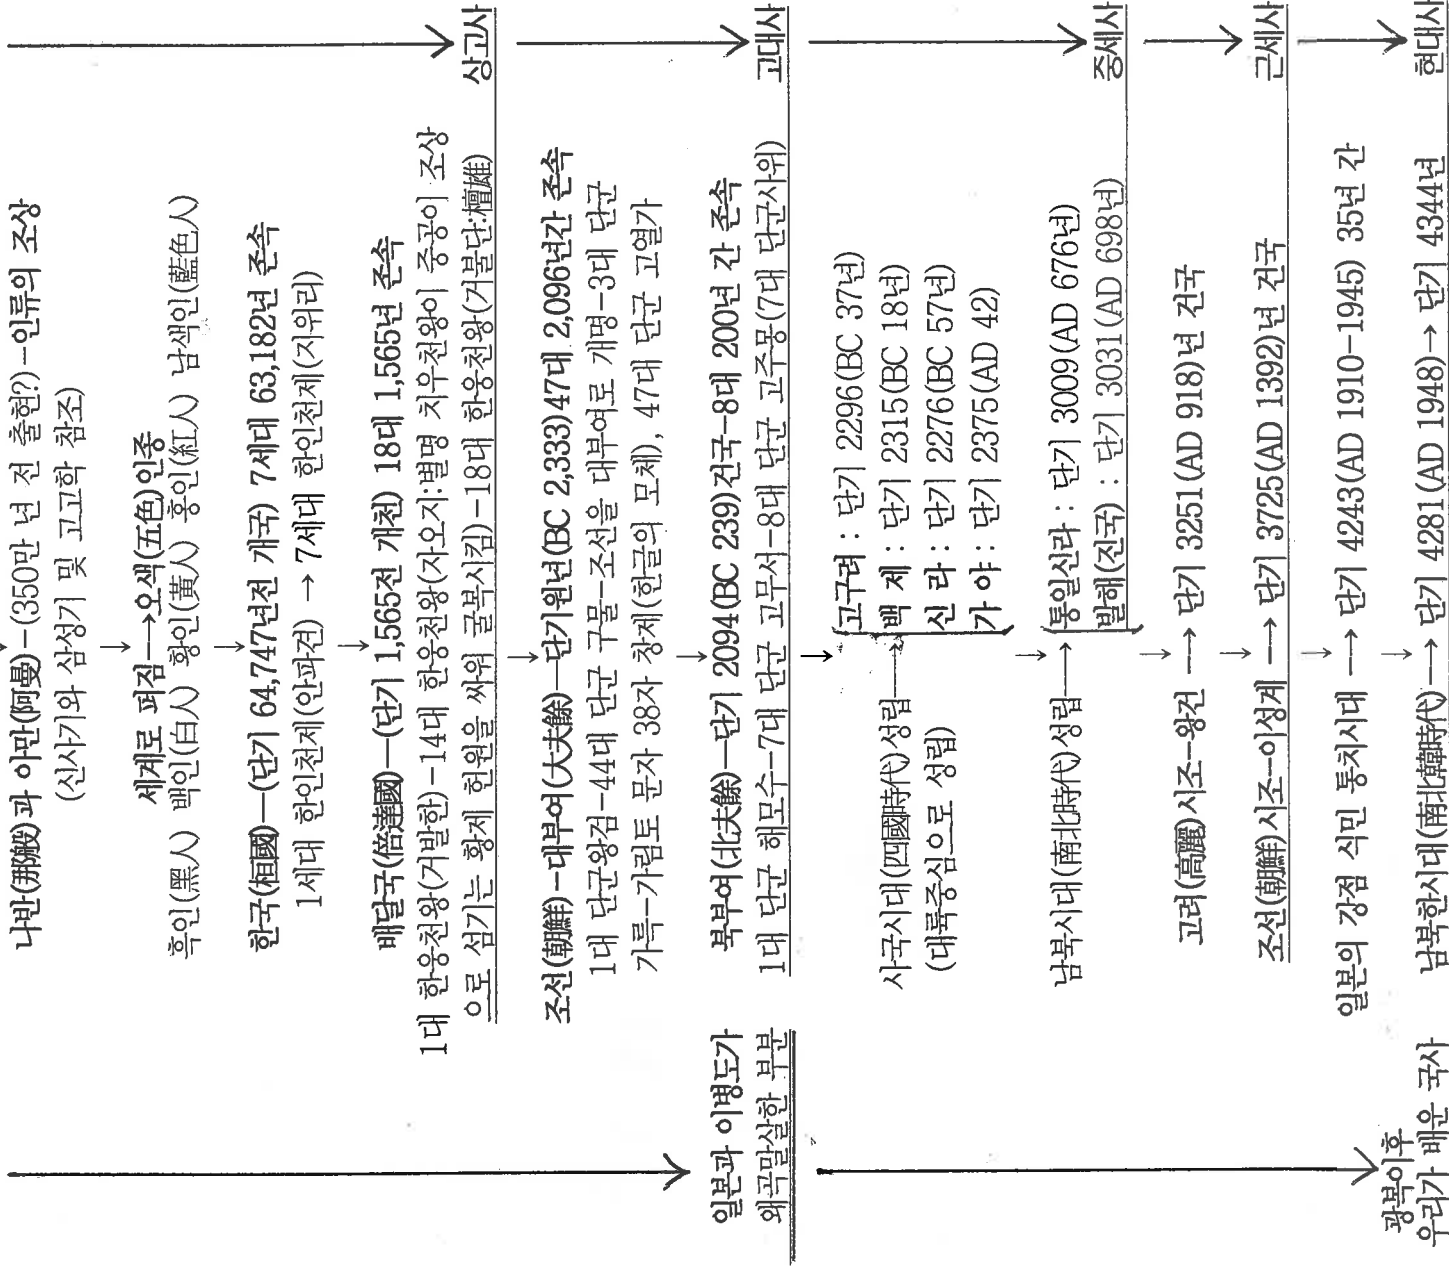 나반(那般)과 아만(阿曼)-(350만 년 전 출현?)-인류의 조상
(신사기와 삼성기 및 고고학 참조)
↓
세계로 퍼짐→오색(五色)인종
흑인(黑人) 백인(白人) 황인(黃人) 홍인(紅人) 남색인(藍色人)
↓
한국(桓國)—(단기 64,747년전 개국) 7세대 63,182년 존속
1세대 한인천제(안파견) → 7세대 한인천제(지위리)
↓
배달국(倍達國)—(단기 1,565전 개천) 18대 1,565년 존속
1대 한웅천왕(거발한)-14대 한웅천왕(자오지:별명 치우천왕이 중공이 조상
으로 섬기는 황제 헌원을 싸워 굴복시킴)-18대 한웅천왕(거불단:檀雄)
상고사
↓
조선(朝鮮)-대부여(大夫餘)—단기원년(BC 2,333)47대 2,096년간 존속
1대 단군왕검-44대 단군 구물-조선을 대부여로 개명-3대 단군
가륵-가림토 문자 38자 창제(한글의 모체), 47대 단군 고열가
↓
북부여(北夫餘)—단기 2094(BC 239)건국-8대 200년 간 존속
1대 단군 해모수-7대 단군 고무서-8대 단군 고주몽(7대 단군사위)
고대사
일본과 이병도가
왜곡말살한 부분
↓
사국시대(四國時代)성립→
(대륙중심으로 성립)
고구려 : 단기 2296(BC 37년)
백 제 : 단기 2315(BC 18년)
신 라 : 단기 2276(BC 57년)
가 야 : 단기 2375(AD 42)
↓
남북시대(南北時代)성립→
통일신라 : 단기 3009(AD 676년)
발해(진국) : 단기 3031(AD 698년)
중세사
↓
고려(高麗)시조-왕건 → 단기 3251(AD 918)년 건국
↓
조선(朝鮮)시조-이성계 → 단기 3725(AD 1392)년 건국
근세사
↓
일본의 강점 식민 통치시대 → 단기 4243(AD 1910-1945) 35년 간
↓
남북한시대(南北韓時代)→ 단기 4281(AD 1948)→ 단기 4344년
현대사
광복이후
우리가 배운 국사